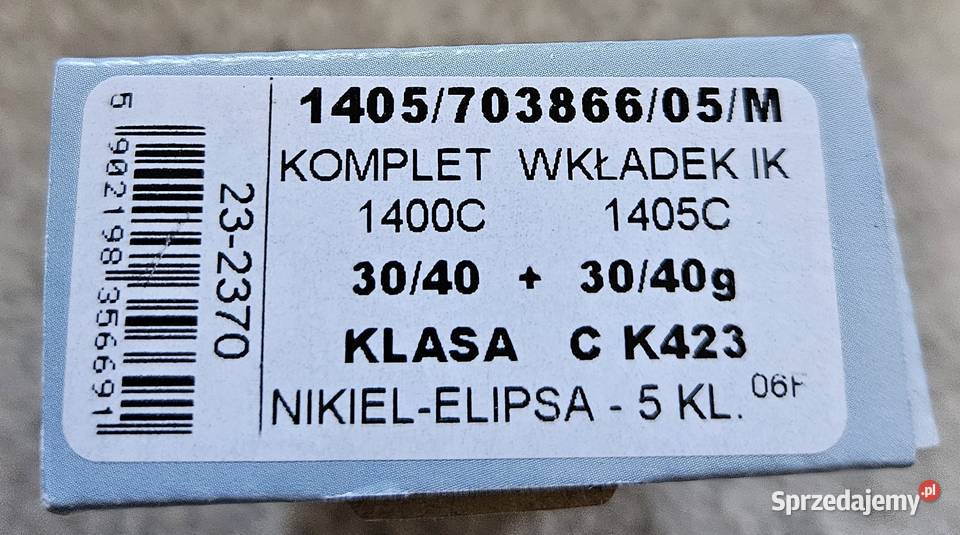 1405/703866/05/M
KOMPLET WKŁADEK IK
1400C 1405C
30/40 + 30/40g
KLASA C K423
NIKIEL-ELIPSA - 5 KL. 06F
23-2370
5 902198 356691
Sprzedajemy.pl